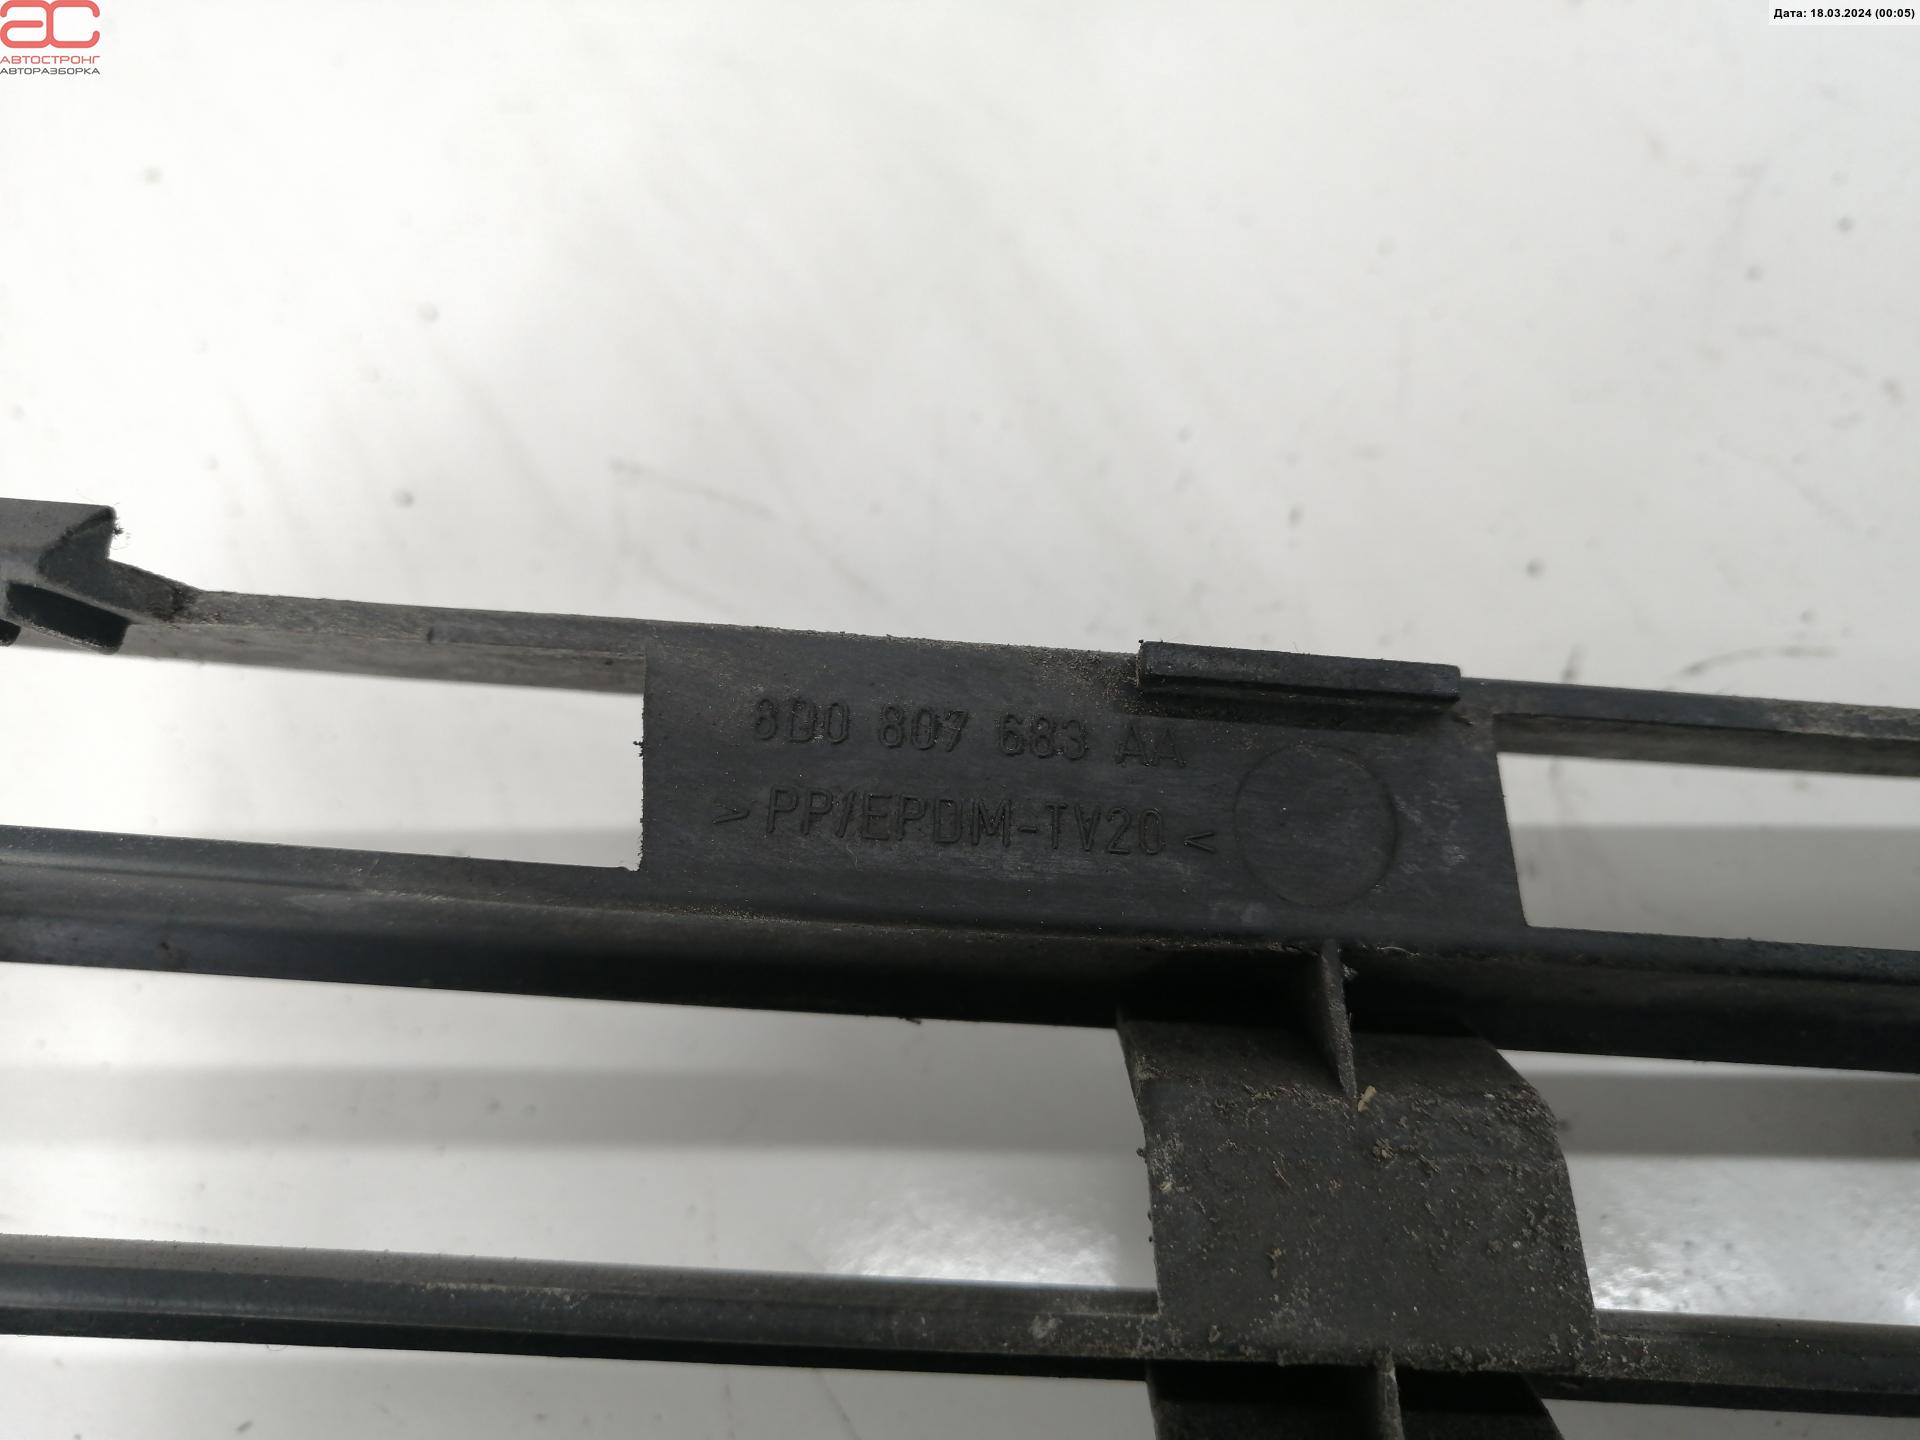 ас
АВТОСТРОНГ
АВТОРАЗБОРКА
Дата: 18.03.2024 (00:05)
8D0 807 683 AA
>PP/EPDM-TV20<